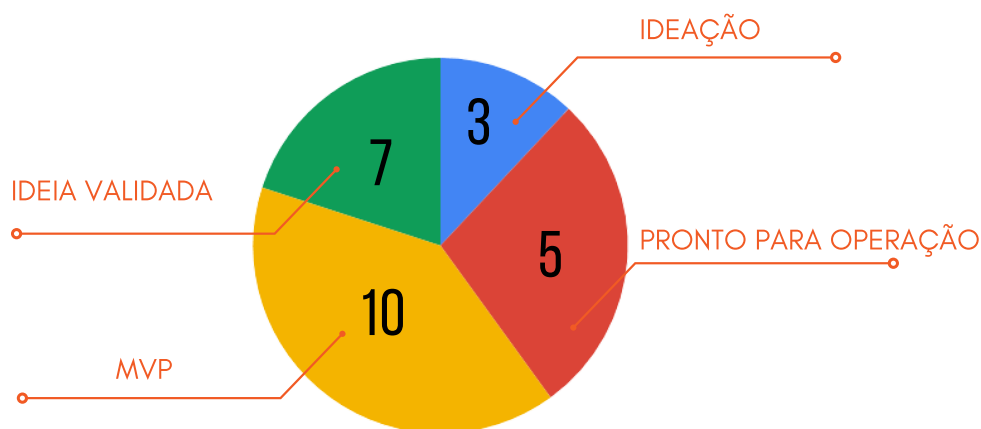 IDEAÇÃO
3
7
IDEIA VALIDADA
PRONTO PARA OPERAÇÃO
5
10
MVP